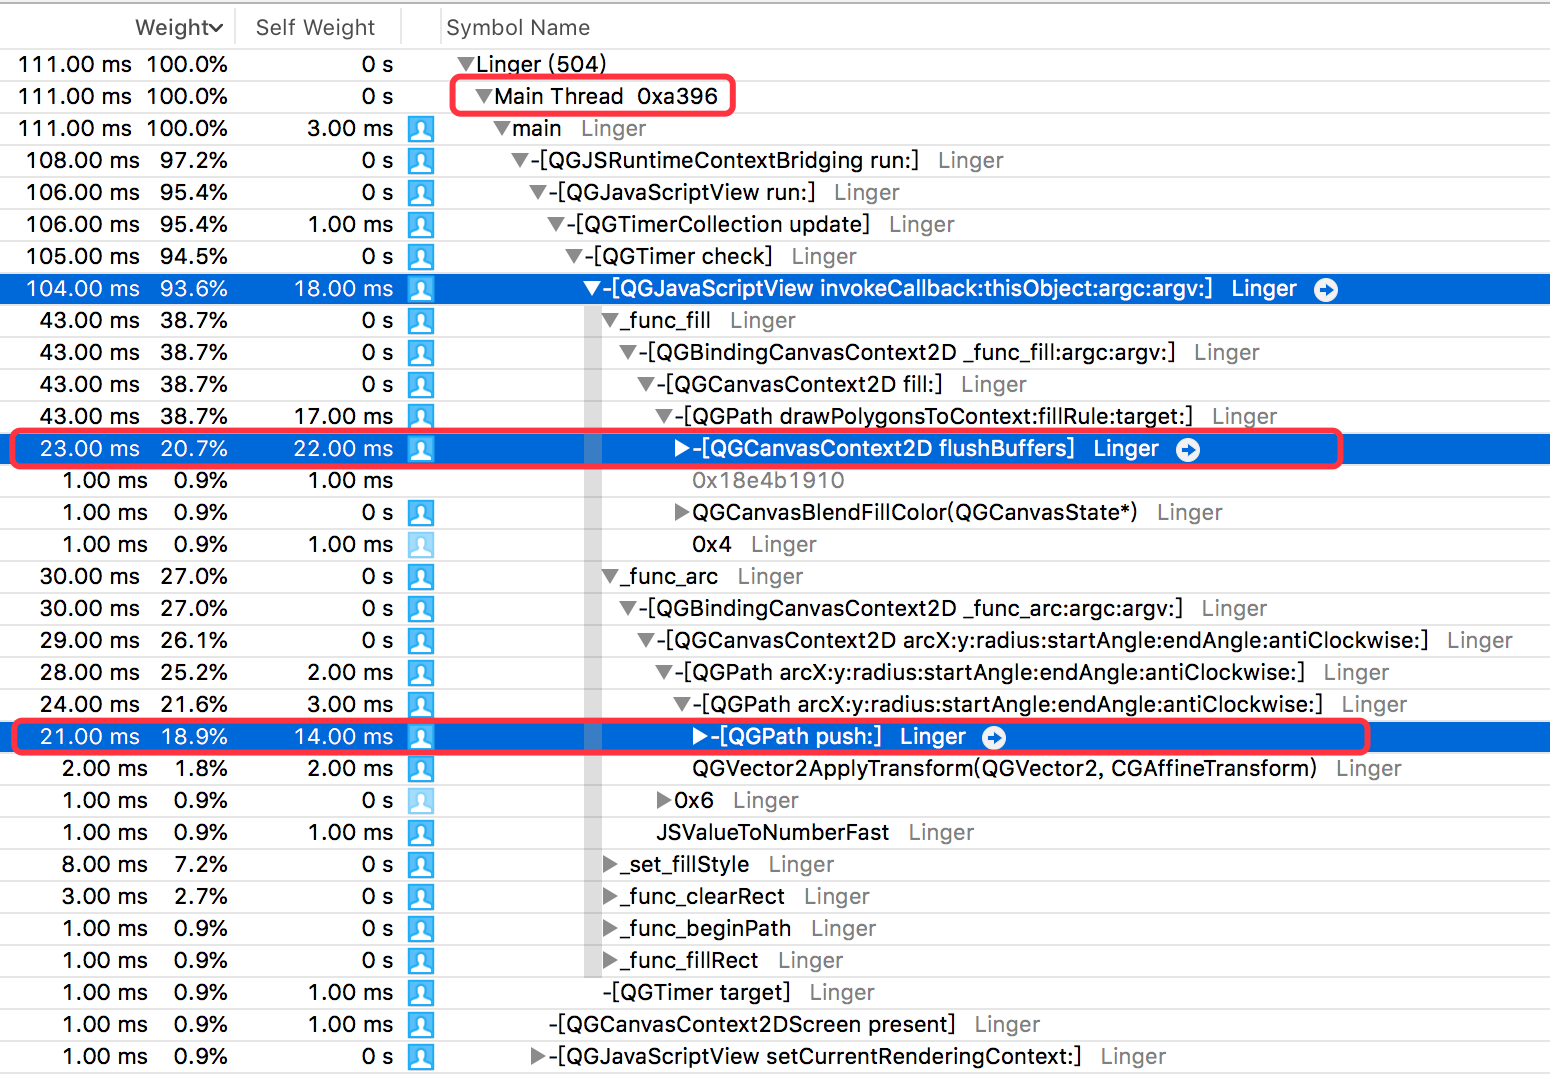 Weight Self Weight Symbol Name
111.00 ms 100.0% 0 s Linger (504)
111.00 ms 100.0% 0 s Main Thread 0xa396
111.00 ms 100.0% 3.00 ms main Linger
108.00 ms 97.2% 0 s -[QGJSRuntimeContextBridging run:] Linger
106.00 ms 95.4% 0 s -[QGJavaScriptView run:] Linger
106.00 ms 95.4% 1.00 ms -[QGTimerCollection update] Linger
105.00 ms 94.5% 0 s -[QGTimer check] Linger
104.00 ms 93.6% 18.00 ms -[QGJavaScriptView invokeCallback:thisObject:argc:argv:] Linger
43.00 ms 38.7% 0 s _func_fill Linger
43.00 ms 38.7% 0 s -[QGBindingCanvasContext2D _func_fill:argc:argv:] Linger
43.00 ms 38.7% 0 s -[QGCanvasContext2D fill:] Linger
43.00 ms 38.7% 17.00 ms -[QGPath drawPolygonsToContext:fillRule:target:] Linger
23.00 ms 20.7% 22.00 ms -[QGCanvasContext2D flushBuffers] Linger
1.00 ms 0.9% 1.00 ms 0x18e4b1910
1.00 ms 0.9% 0 s QGCanvasBlendFillColor(QGCanvasState*) Linger
1.00 ms 0.9% 1.00 ms 0x4 Linger
30.00 ms 27.0% 0 s _func_arc Linger
30.00 ms 27.0% 0 s -[QGBindingCanvasContext2D _func_arc:argc:argv:] Linger
29.00 ms 26.1% 0 s -[QGCanvasContext2D arcX:y:radius:startAngle:endAngle:antiClockwise:] Linger
28.00 ms 25.2% 2.00 ms -[QGPath arcX:y:radius:startAngle:endAngle:antiClockwise:] Linger
24.00 ms 21.6% 3.00 ms -[QGPath arcX:y:radius:startAngle:endAngle:antiClockwise:] Linger
21.00 ms 18.9% 14.00 ms -[QGPath push:] Linger
2.00 ms 1.8% 2.00 ms QGVector2ApplyTransform(QGVector2, CGAffineTransform) Linger
1.00 ms 0.9% 0 s 0x6 Linger
1.00 ms 0.9% 1.00 ms JSValueToNumberFast Linger
8.00 ms 7.2% 0 s _set_fillStyle Linger
3.00 ms 2.7% 0 s _func_clearRect Linger
1.00 ms 0.9% 0 s _func_beginPath Linger
1.00 ms 0.9% 0 s _func_fillRect Linger
1.00 ms 0.9% 1.00 ms -[QGTimer target] Linger
1.00 ms 0.9% 1.00 ms -[QGCanvasContext2DScreen present] Linger
1.00 ms 0.9% 0 s -[QGJavaScriptView setCurrentRenderingContext:] Linger